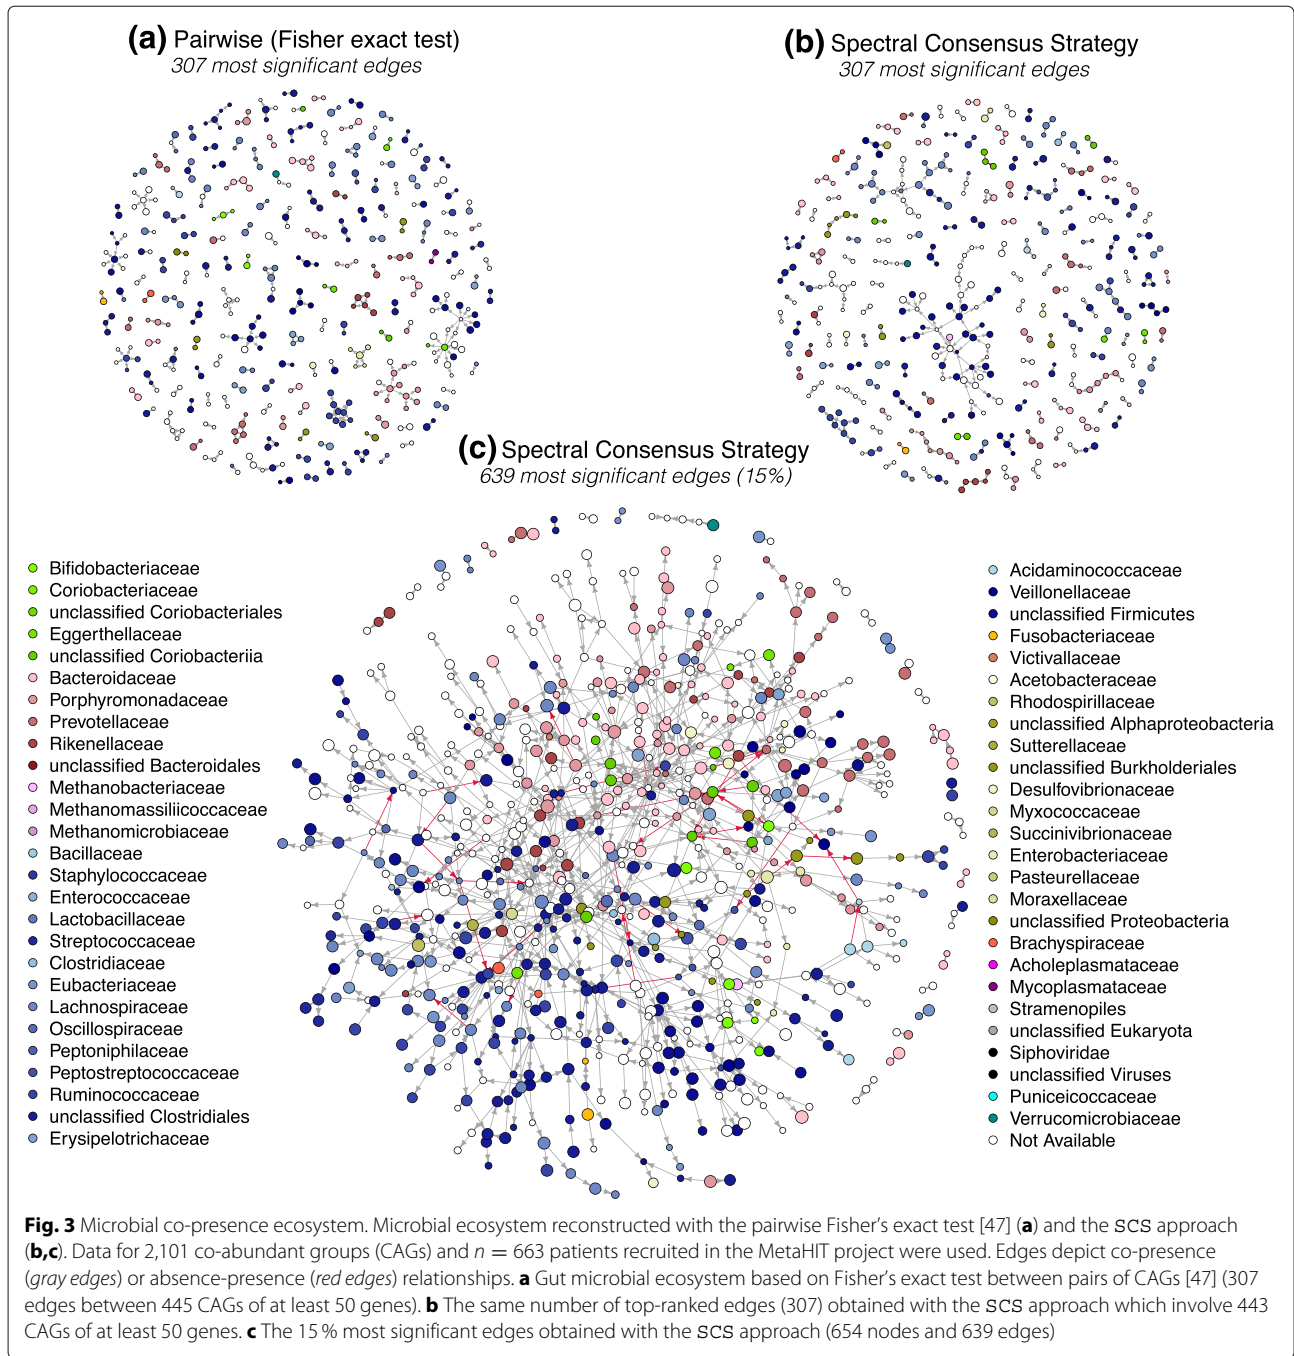 (a) Pairwise (Fisher exact test)
307 most significant edges
(b) Spectral Consensus Strategy
307 most significant edges
(c) Spectral Consensus Strategy
639 most significant edges (15%)
Bifidobacteriaceae
Coriobacteriaceae
unclassified Coriobacteriales
Eggerthellaceae
unclassified Coriobacteriia
Bacteroidaceae
Porphyromonadaceae
Prevotellaceae
Rikenellaceae
unclassified Bacteroidales
Methanobacteriaceae
Methanomassiliicoccaceae
Methanomicrobiaceae
Bacillaceae
Staphylococcaceae
Enterococcaceae
Lactobacillaceae
Streptococcaceae
Clostridiaceae
Eubacteriaceae
Lachnospiraceae
Oscillospiraceae
Peptoniphilaceae
Peptostreptococcaceae
Ruminococcaceae
unclassified Clostridiales
Erysipelotrichaceae
Acidaminococcaceae
Veillonellaceae
unclassified Firmicutes
Fusobacteriaceae
Victivallaceae
Acetobacteraceae
Rhodospirillaceae
unclassified Alphaproteobacteria
Sutterellaceae
unclassified Burkholderiales
Desulfovibrionaceae
Myxococcaceae
Succinivibrionaceae
Enterobacteriaceae
Pasteurellaceae
Moraxellaceae
unclassified Proteobacteria
Brachyspiraceae
Acholeplasmataceae
Mycoplasmataceae
Stramenopiles
unclassified Eukaryota
Siphoviridae
unclassified Viruses
Puniceicoccaceae
Verrucomicrobiaceae
Not Available
Fig. 3 Microbial co-presence ecosystem. Microbial ecosystem reconstructed with the pairwise Fisher's exact test [47] (a) and the SCS approach
(b,c). Data for 2,101 co-abundant groups (CAGs) and n = 663 patients recruited in the MetaHIT project were used. Edges depict co-presence
(gray edges) or absence-presence (red edges) relationships. a Gut microbial ecosystem based on Fisher's exact test between pairs of CAGs [47] (307
edges between 445 CAGs of at least 50 genes). b The same number of top-ranked edges (307) obtained with the SCS approach which involve 443
CAGs of at least 50 genes. c The 15 % most significant edges obtained with the SCS approach (654 nodes and 639 edges)